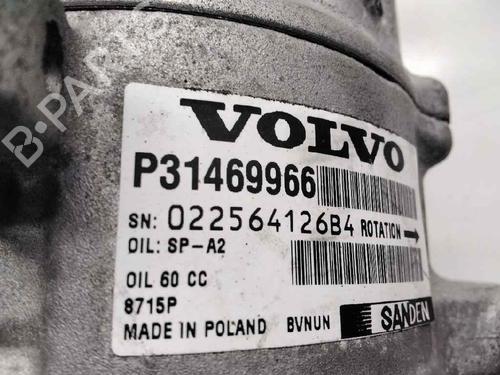 B-PARTS
VOLVO
P31469966
SN: 022564126B4 ROTATION →
OIL: SP-A2
OIL 60 CC
8715P
MADE IN POLAND BVNUN SANDEN